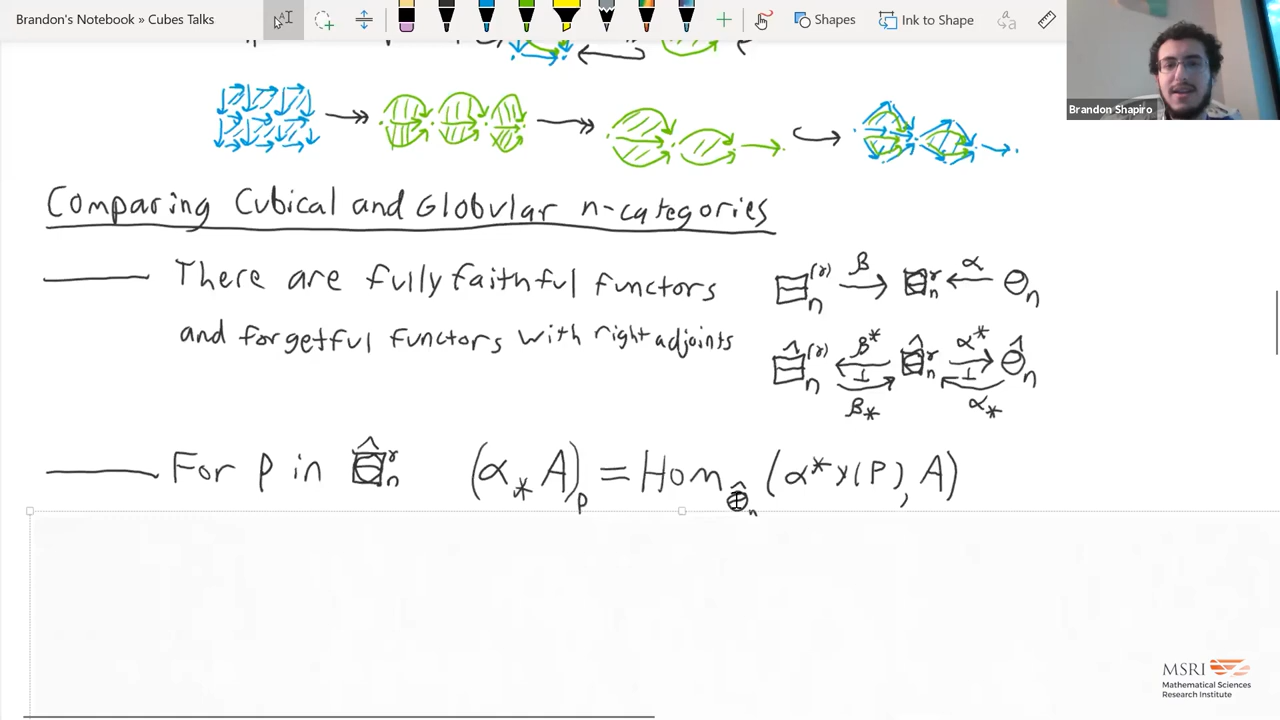 Brandon's Notebook » Cubes Talks
Shapes
Ink to Shape
Brandon Shapiro
Comparing Cubical and Globular n-categories
There are fully faithful functors
and forgetful functors with right adjoints
β α Θn
β* α*
⊥ ⊥
β* α*
For p in
(α* A)p = Hom Θ̂n (α* y(p), A)
MSRI
Mathematical Sciences
Research Institute